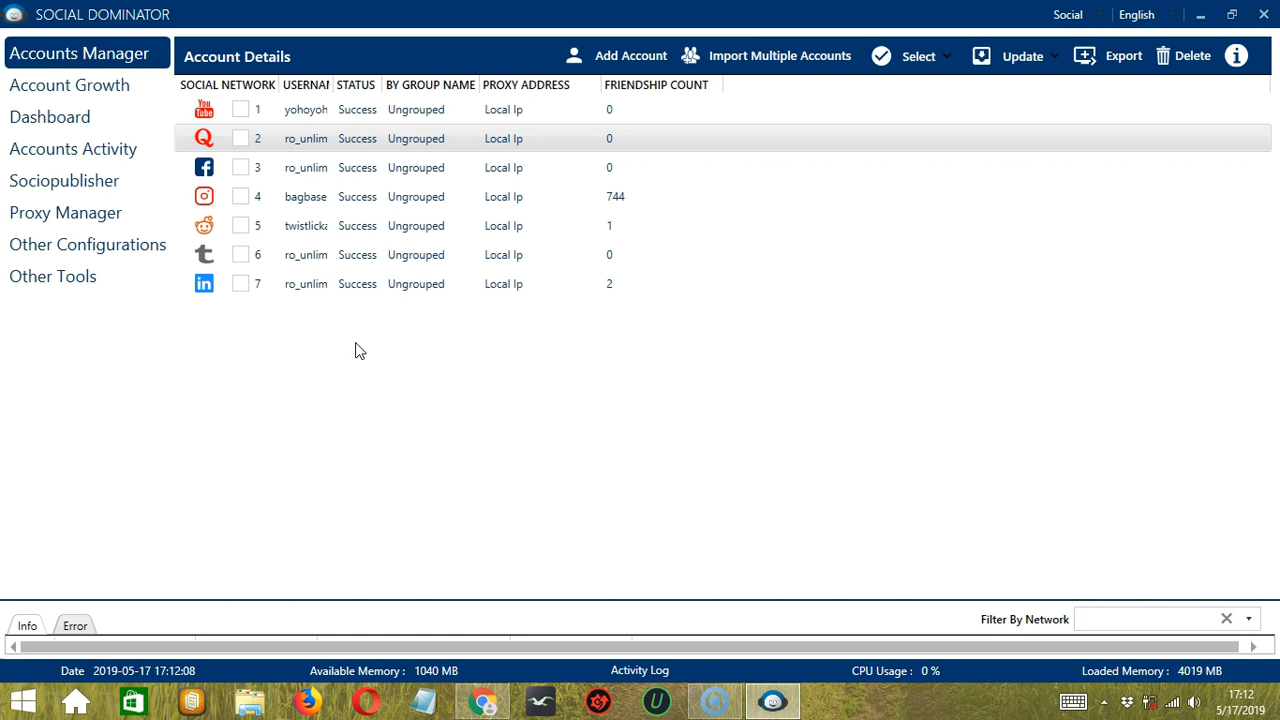 SOCIAL DOMINATOR
Social
English
Accounts Manager
Account Growth
Dashboard
Accounts Activity
Sociopublisher
Proxy Manager
Other Configurations
Other Tools
Account Details
Add Account
Import Multiple Accounts
Select
Update
Export
Delete
SOCIAL NETWORK USERNAM STATUS BY GROUP NAME PROXY ADDRESS FRIENDSHIP COUNT
You Tube 1 yohoyoh Success Ungrouped Local Ip 0
Q 2 ro_unlim Success Ungrouped Local Ip 0
3 ro_unlim Success Ungrouped Local Ip 0
4 bagbase Success Ungrouped Local Ip 744
5 twistlicka Success Ungrouped Local Ip 1
t 6 ro_unlim Success Ungrouped Local Ip 0
in 7 ro_unlim Success Ungrouped Local Ip 2
Info
Error
Filter By Network
Date 2019-05-17 17:12:08
Available Memory : 1040 MB
Activity Log
CPU Usage : 0 %
Loaded Memory : 4019 MB
17:12
5/17/2019